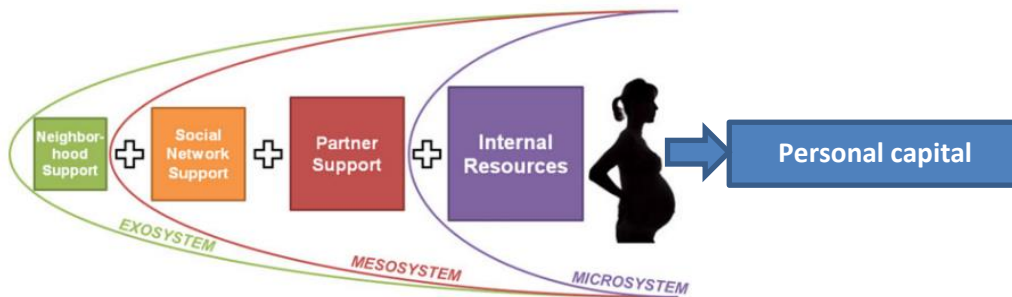 Neighbor-
hood
Support
Social
Network
Support
Partner
Support
Internal
Resources
Personal capital
EXOSYSTEM
MESOSYSTEM
MICROSYSTEM